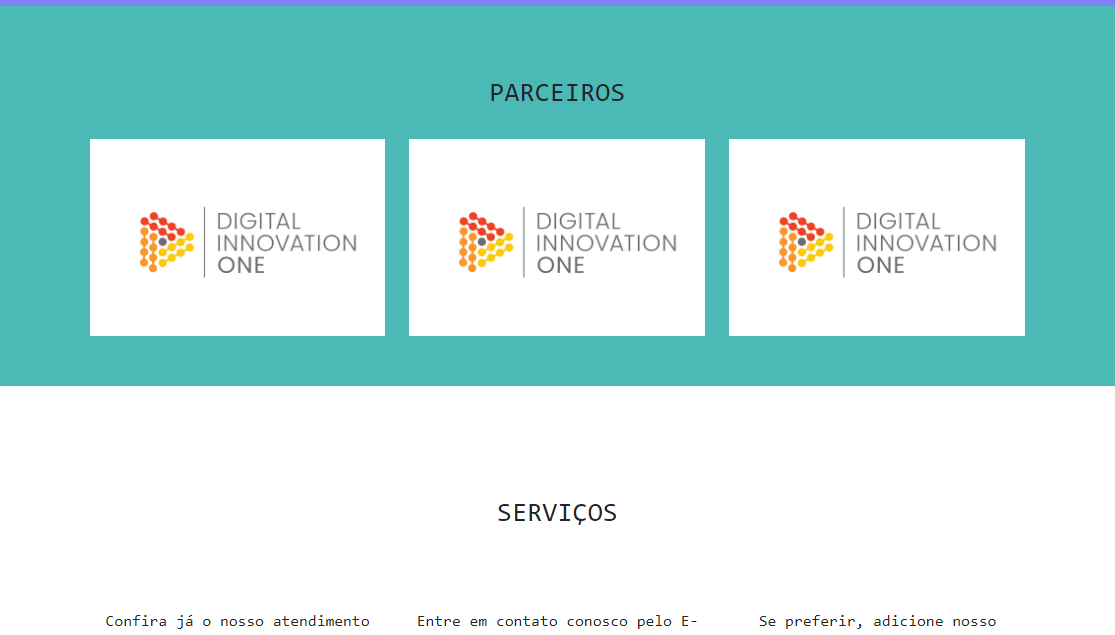 PARCEIROS
DIGITAL
INNOVATION
ONE
DIGITAL
INNOVATION
ONE
DIGITAL
INNOVATION
ONE
SERVIÇOS
Confira já o nosso atendimento
Entre em contato conosco pelo E-
Se preferir, adicione nosso